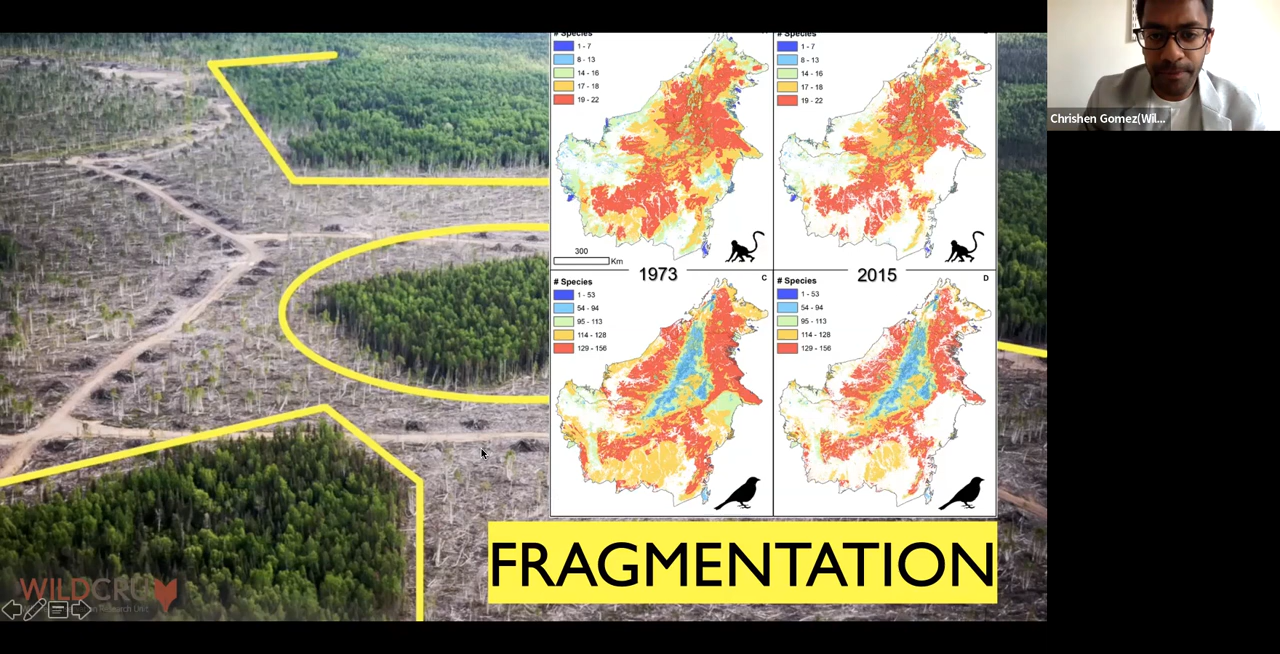 # Species
1 - 7
8 - 13
14 - 16
17 - 18
19 - 22
300
Km
# Species
1 - 7
8 - 13
14 - 16
17 - 18
19 - 22
1973
2015
# Species
C
1 - 53
54 - 94
95 - 113
114 - 128
129 - 156
# Species
D
1 - 53
54 - 94
95 - 113
114 - 128
129 - 156
FRAGMENTATION
WILDCRU
Research Unit
Chrishen Gomez(Wil...